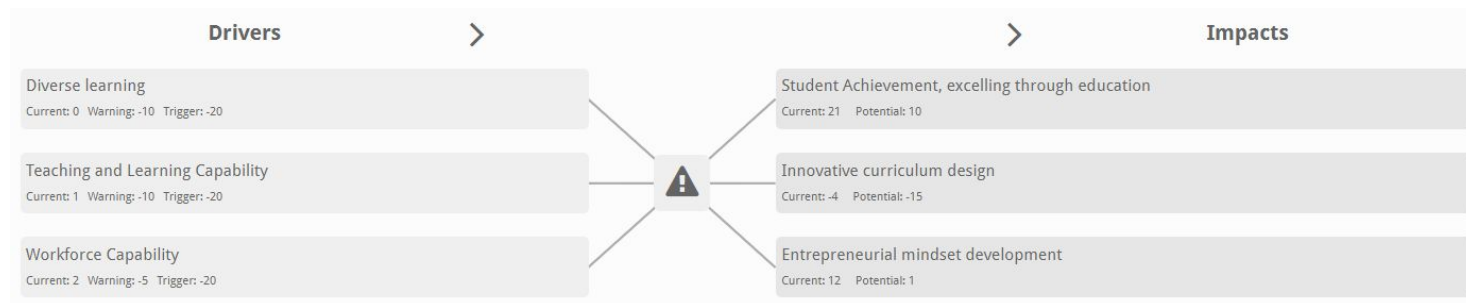 Drivers
Impacts
Diverse learning
Current: 0 Warning: -10 Trigger: -20
Teaching and Learning Capability
Current: 1 Warning: -10 Trigger: -20
Workforce Capability
Current: 2 Warning: -5 Trigger: -20
Student Achievement, excelling through education
Current: 21 Potential: 10
Innovative curriculum design
Current: -4 Potential: -15
Entrepreneurial mindset development
Current: 12 Potential: 1